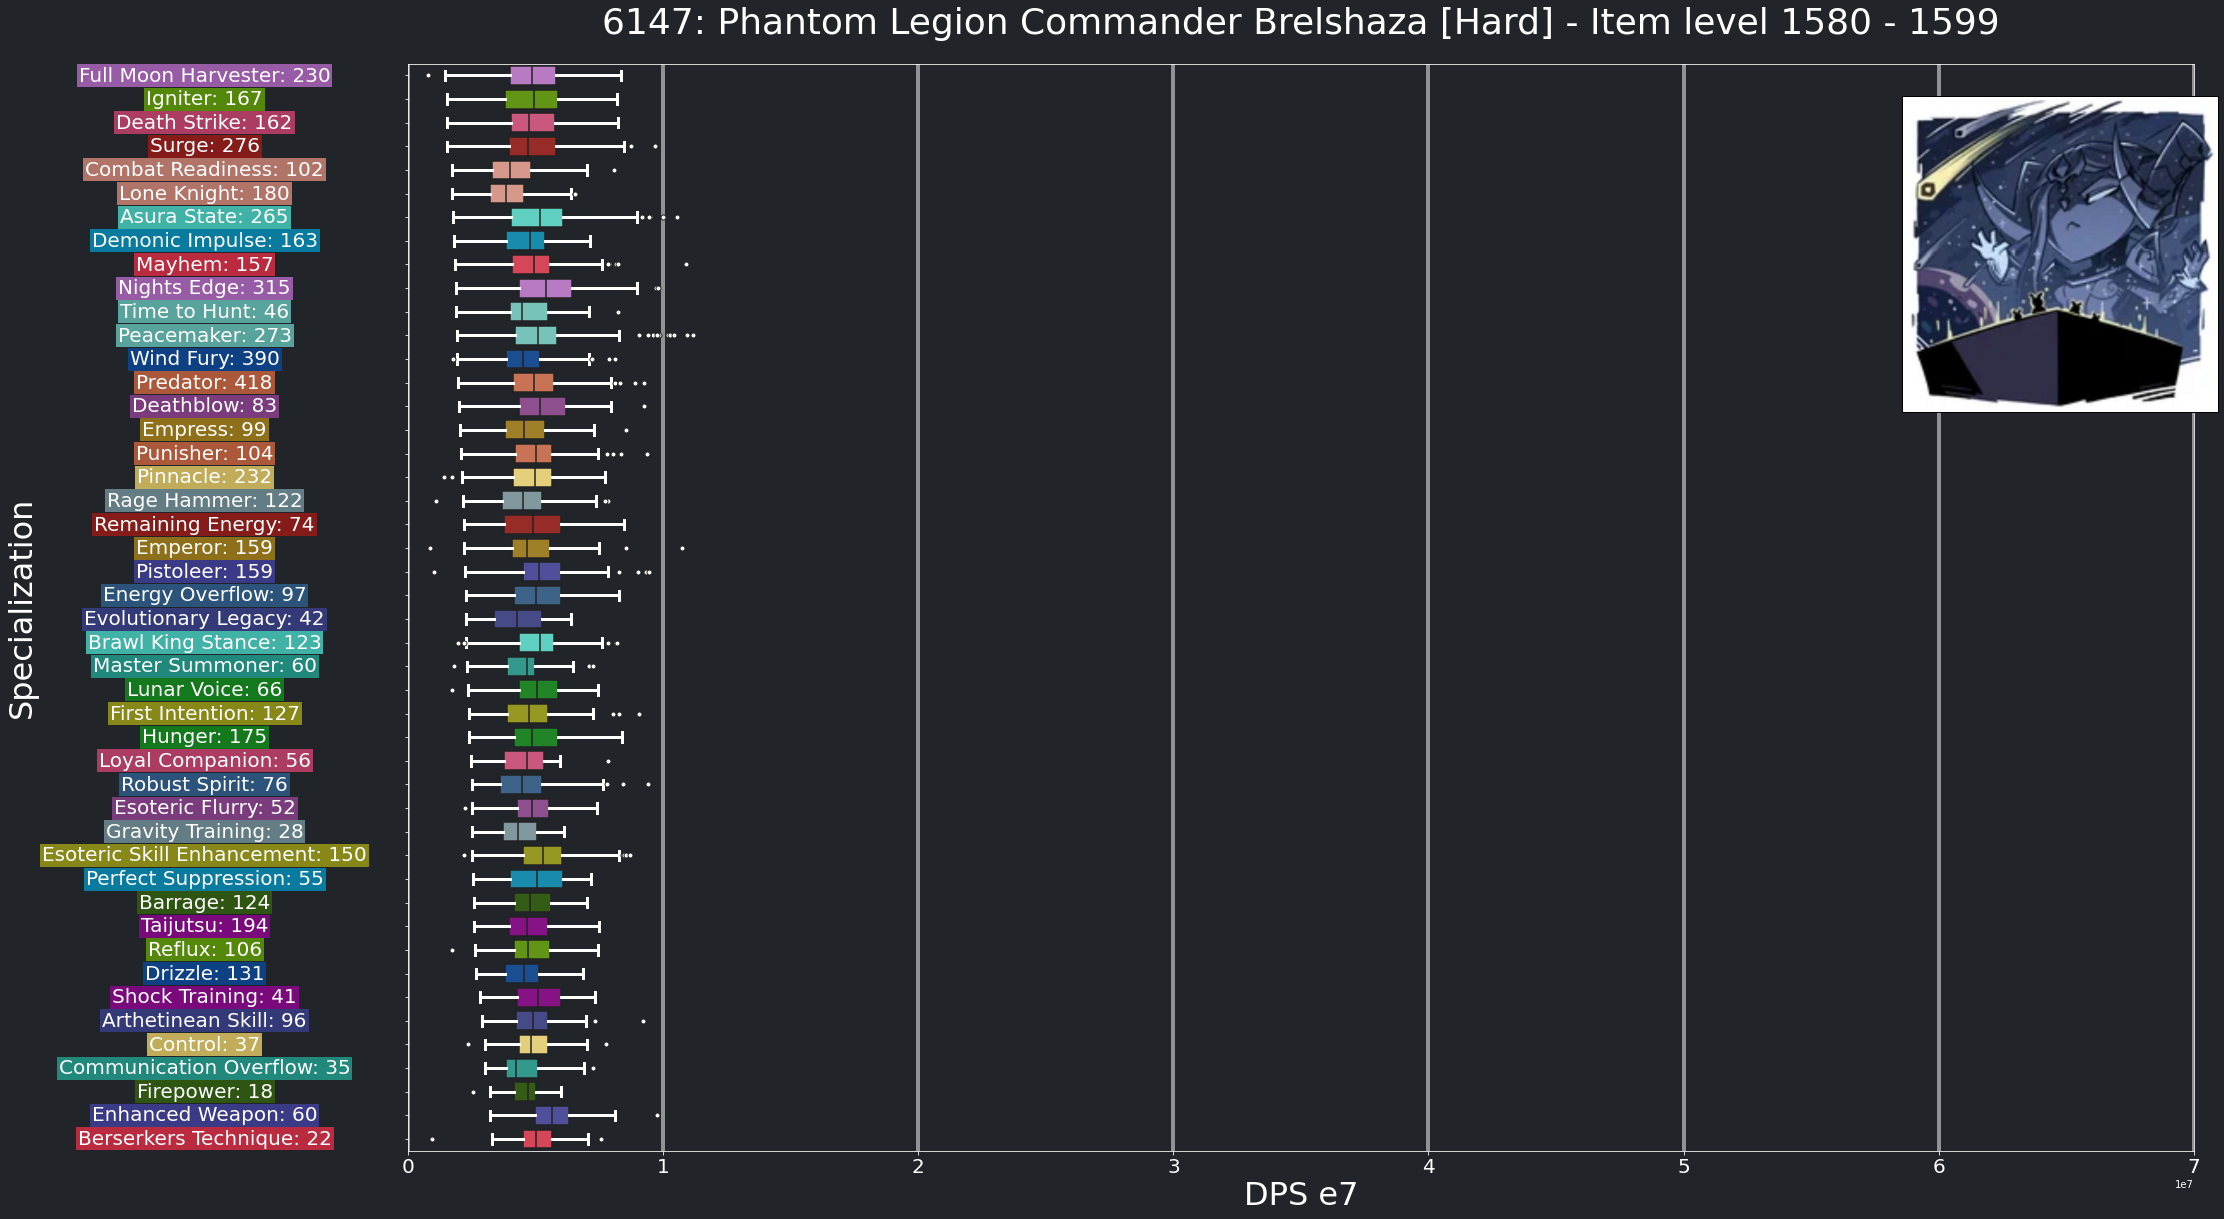 6147: Phantom Legion Commander Brelshaza [Hard] - Item level 1580 - 1599
Full Moon Harvester: 230
Igniter: 167
Death Strike: 162
Surge: 276
Combat Readiness: 102
Lone Knight: 180
Asura State: 265
Demonic Impulse: 163
Mayhem: 157
Nights Edge: 315
Time to Hunt: 46
Peacemaker: 273
Wind Fury: 390
Predator: 418
Deathblow: 83
Empress: 99
Punisher: 104
Pinnacle: 232
Rage Hammer: 122
Remaining Energy: 74
Emperor: 159
Pistoleer: 159
Energy Overflow: 97
Evolutionary Legacy: 42
Brawl King Stance: 123
Master Summoner: 60
Lunar Voice: 66
First Intention: 127
Hunger: 175
Loyal Companion: 56
Robust Spirit: 76
Esoteric Flurry: 52
Gravity Training: 28
Esoteric Skill Enhancement: 150
Perfect Suppression: 55
Barrage: 124
Taijutsu: 194
Reflux: 106
Drizzle: 131
Shock Training: 41
Arthetinean Skill: 96
Control: 37
Communication Overflow: 35
Firepower: 18
Enhanced Weapon: 60
Berserkers Technique: 22
Specialization
0 1 2 3 4 5 6 7
1e7
DPS e7